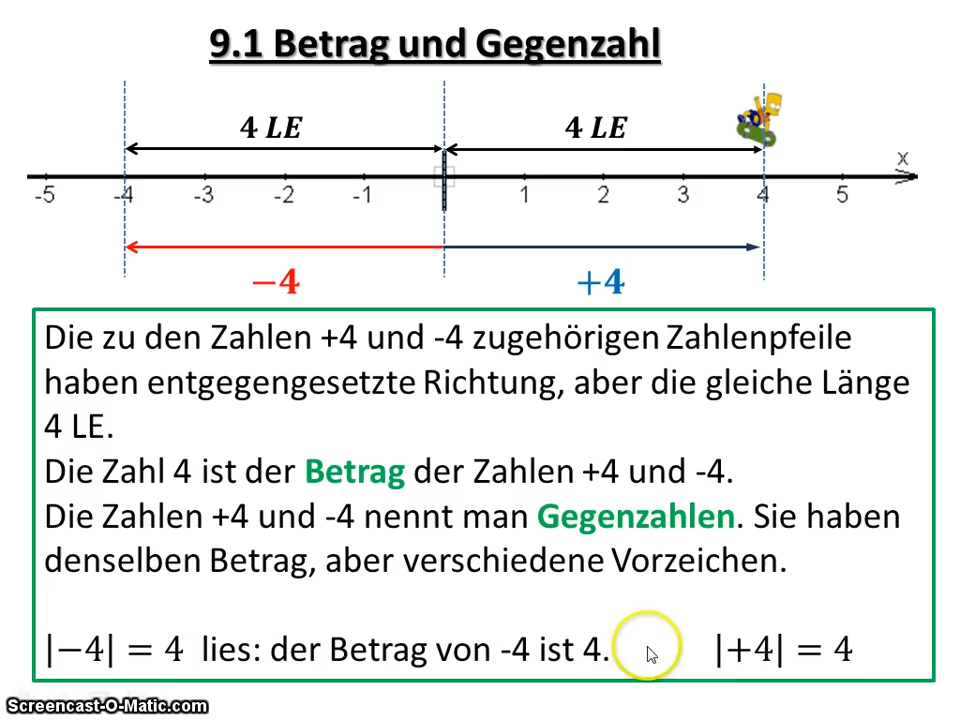 9.1 Betrag und Gegenzahl
4 LE 4 LE
x
-5 -4 -3 -2 -1 1 2 3 4 5
−4 +4
Die zu den Zahlen +4 und -4 zugehörigen Zahlenpfeile
haben entgegengesetzte Richtung, aber die gleiche Länge
4 LE.
Die Zahl 4 ist der Betrag der Zahlen +4 und -4.
Die Zahlen +4 und -4 nennt man Gegenzahlen. Sie haben
denselben Betrag, aber verschiedene Vorzeichen.
|−4| = 4 lies: der Betrag von -4 ist 4. |+4| = 4
Screencast-O-Matic.com